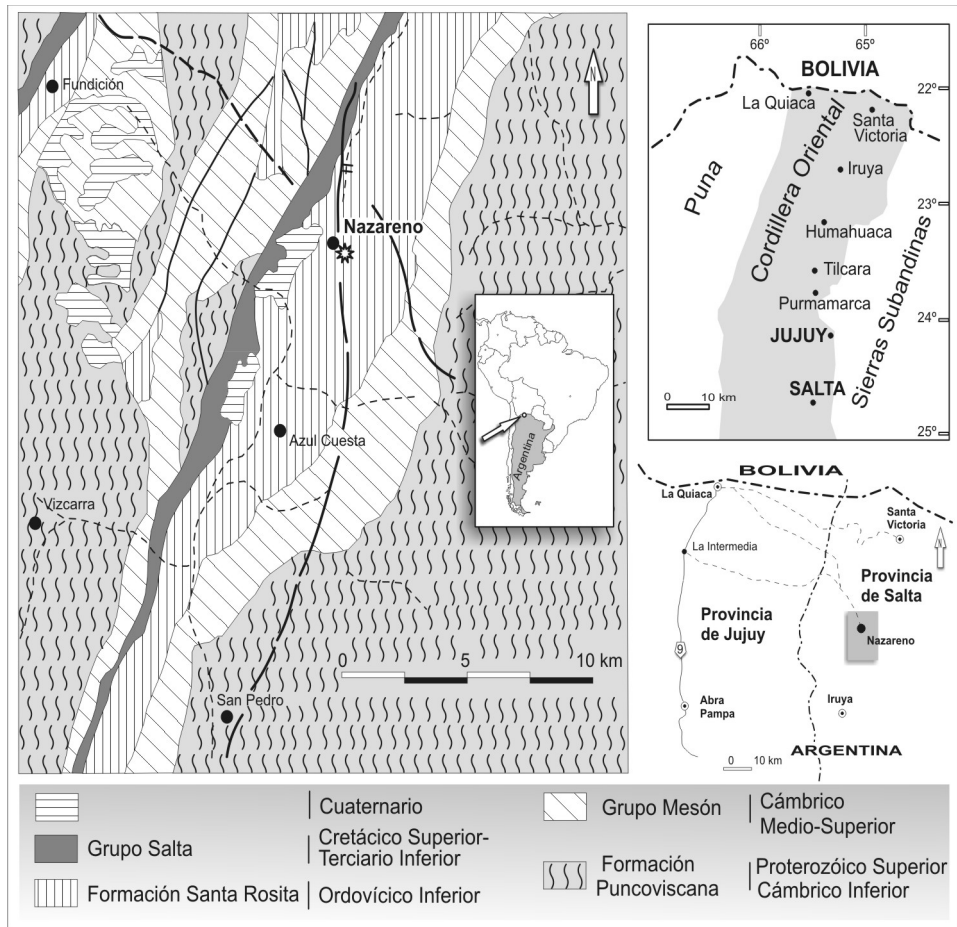 Fundición
N
Nazareno
Azul Cuesta
Vizcarra
San Pedro
0 5 10 km
Argentina
66° 65°
BOLIVIA
22°
La Quiaca
Santa
Victoria
Puna
Cordillera Oriental
Iruya
23°
Humahuaca
Tilcara
Purmamarca
Sierras Subandinas
24°
JUJUY
SALTA
0 10 km
25°
BOLIVIA
La Quiaca
Santa
Victoria
N
La Intermedia
Provincia
de Salta
Provincia
de Jujuy
Nazareno
9
Abra
Pampa
Iruya
ARGENTINA
0 10 km
Cuaternario
Grupo Salta
Cretácico Superior-
Terciario Inferior
Formación Santa Rosita
Ordovícico Inferior
Grupo Mesón
Cámbrico
Medio-Superior
Formación
Puncoviscana
Proterozóico Superior
Cámbrico Inferior